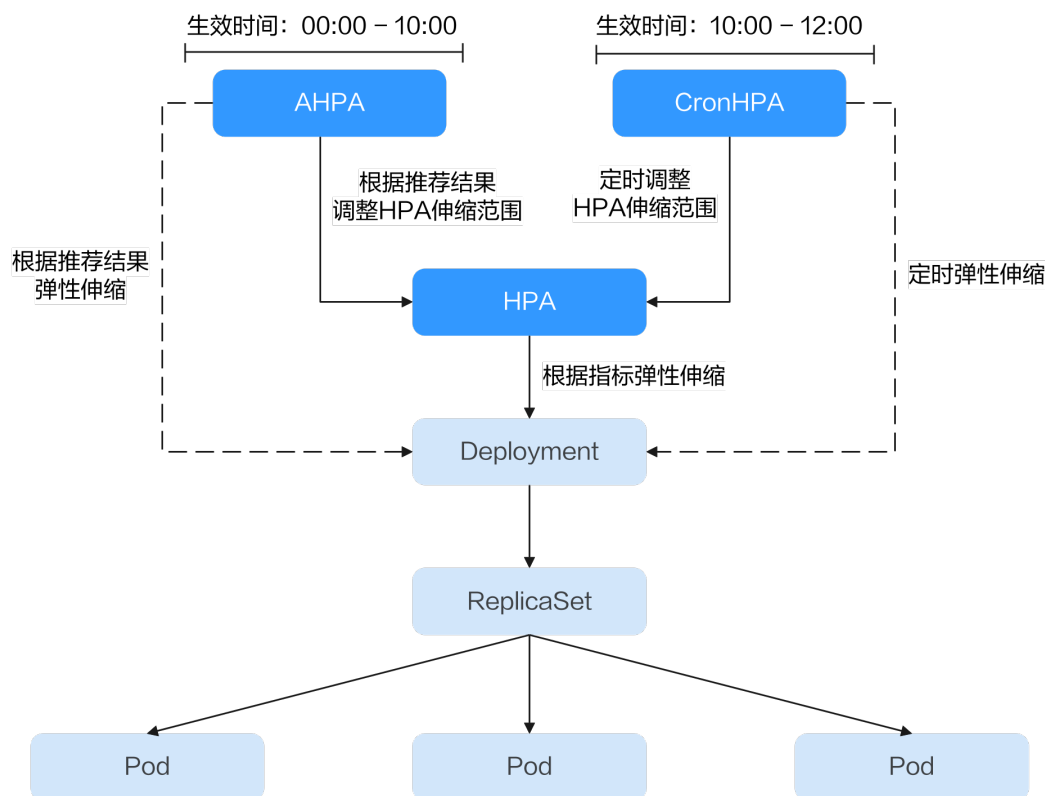 生效时间：00:00 – 10:00
生效时间：10:00 – 12:00
AHPA
CronHPA
根据推荐结果
调整HPA伸缩范围
定时调整
HPA伸缩范围
根据推荐结果
弹性伸缩
定时弹性伸缩
HPA
根据指标弹性伸缩
Deployment
ReplicaSet
Pod
Pod
Pod